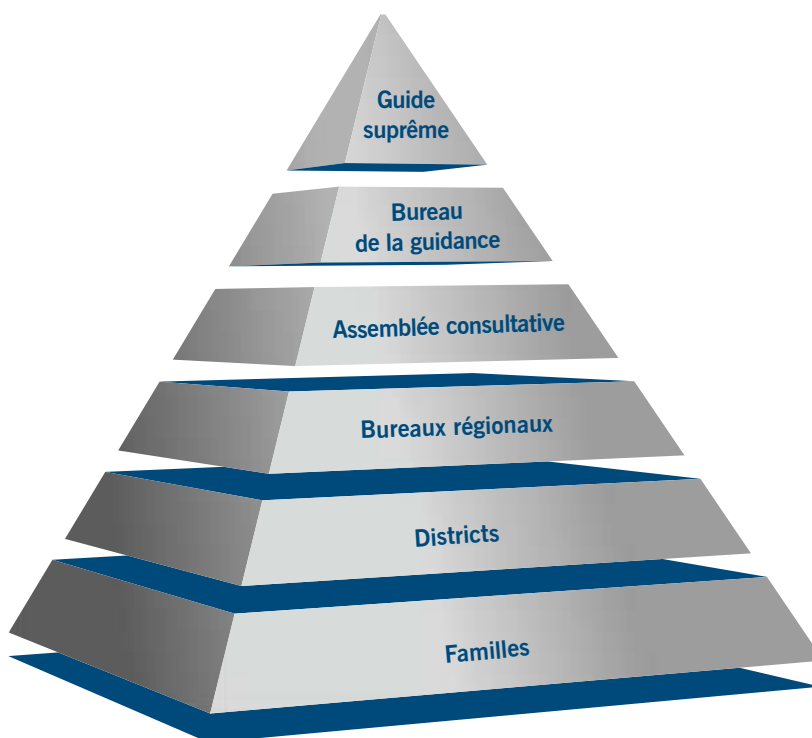 Guide
suprême
Bureau
de la guidance
Assemblée consultative
Bureaux régionaux
Districts
Familles